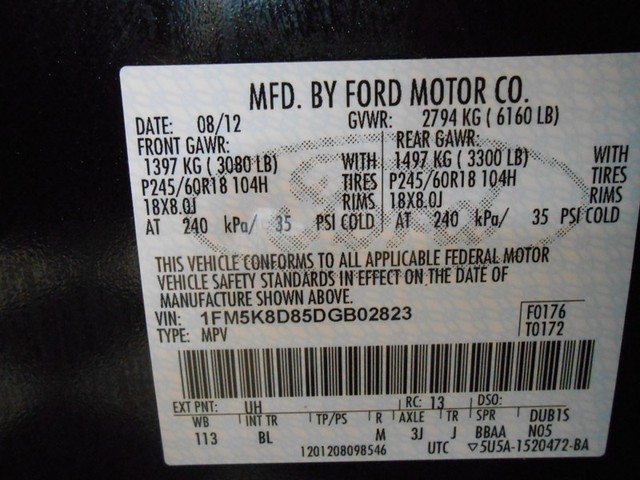 MFD. BY FORD MOTOR CO.
DATE: 08/12 GVWR: 2794 KG ( 6160 LB)
FRONT GAWR: REAR GAWR:
1397 KG ( 3080 LB) WITH 1497 KG ( 3300 LB) WITH
P245/60R18 104H TIRES P245/60R18 104H TIRES
18X8.0J RIMS 18X8.0J RIMS
AT 240 kPa/ 35 PSI COLD AT 240 kPa/ 35 PSI COLD
Ford
THIS VEHICLE CONFORMS TO ALL APPLICABLE FEDERAL MOTOR
VEHICLE SAFETY STANDARDS IN EFFECT ON THE DATE OF
MANUFACTURE SHOWN ABOVE.
VIN: 1FM5K8D85DGB02823 F0176
TYPE: MPV T0172
EXT PNT: UH RC: 13 DSO:
WB INT TR TP/PS R AXLE TR SPR DUB1S
113 BL M 3J J BBAA N05
1201208098546 UTC ▽5U5A-1520472-BA